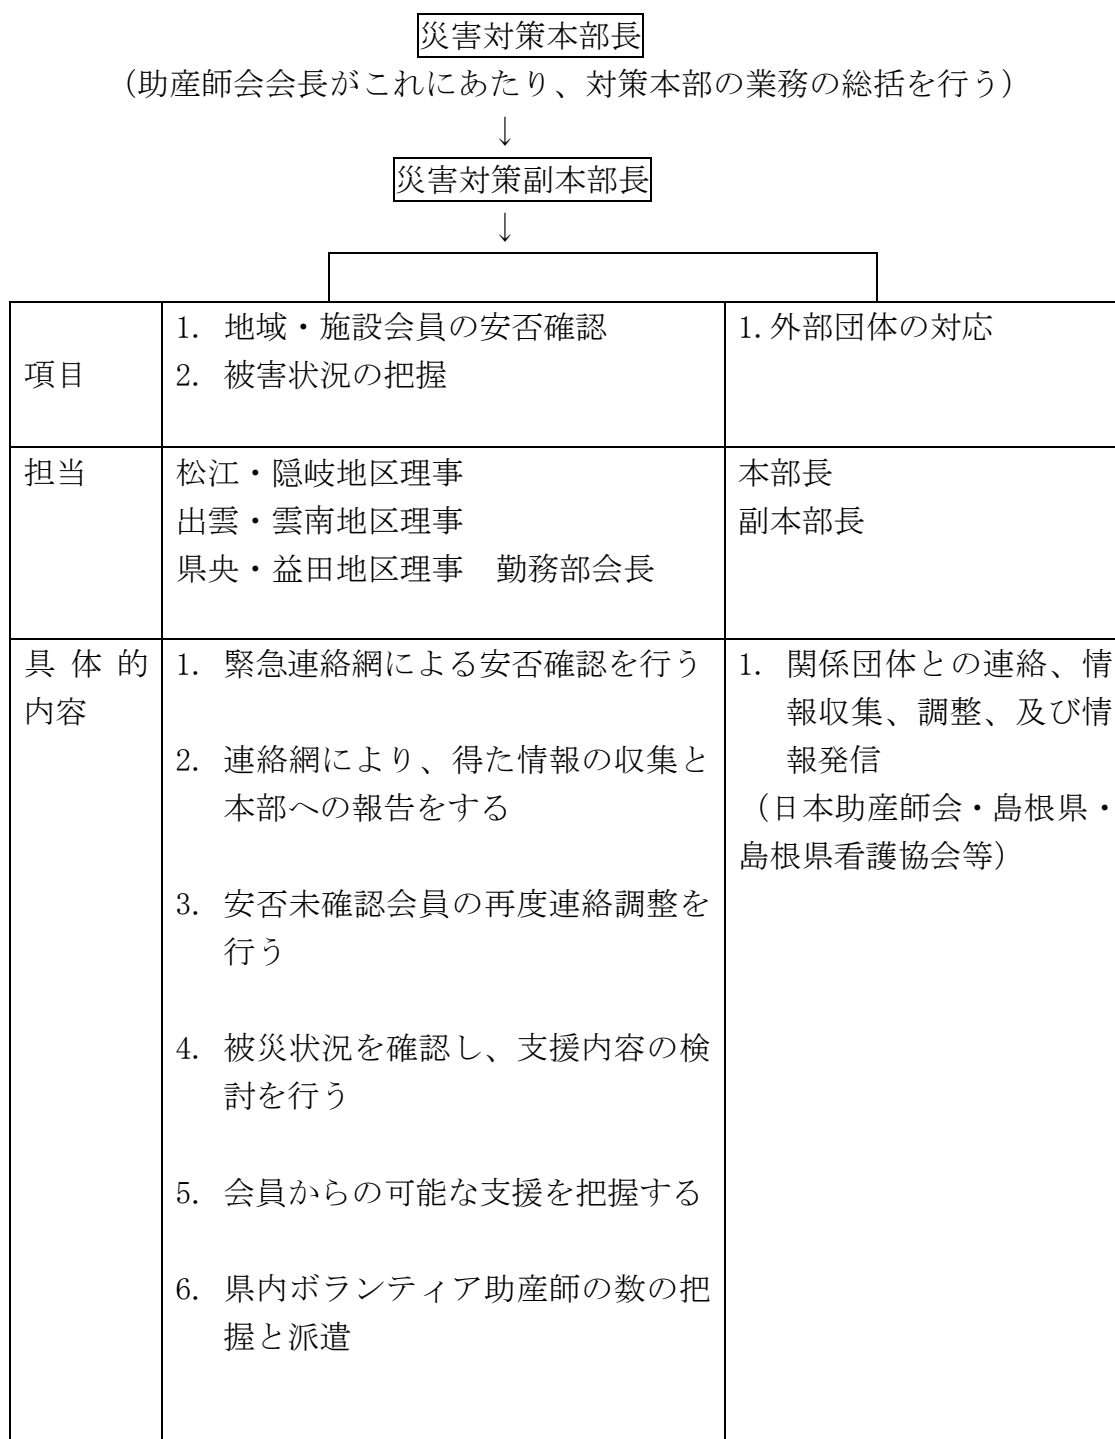 災害対策本部長
（助産師会会長がこれにあたり、対策本部の業務の総括を行う）
↓
災害対策副本部長
↓
項目
1. 地域・施設会員の安否確認
2. 被害状況の把握
1.外部団体の対応
担当
松江・隠岐地区理事
出雲・雲南地区理事
県央・益田地区理事　勤務部会長
本部長
副本部長
具体的
内容
1. 緊急連絡網による安否確認を行う
2. 連絡網により、得た情報の収集と
本部への報告をする
3. 安否未確認会員の再度連絡調整を
行う
4. 被災状況を確認し、支援内容の検
討を行う
5. 会員からの可能な支援を把握する
6. 県内ボランティア助産師の数の把
握と派遣
1. 関係団体との連絡、情
報収集、調整、及び情
報発信
（日本助産師会・島根県・
島根県看護協会等）